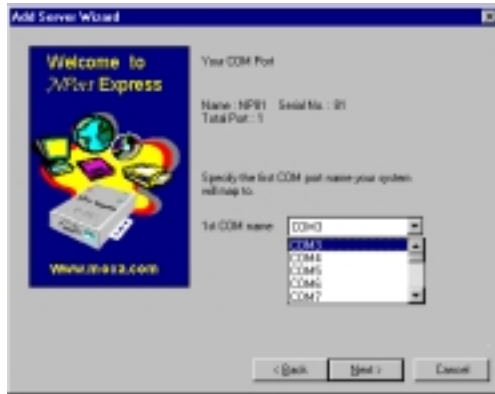 Add Server Wizard
Welcome to
NPort Express
www.moxa.com
Your COM Port
Name : NP81 Serial No. : 81
Total Port : 1
Specify the first COM port name your system
will map to.
1st COM name
COM3
COM3
COM4
COM5
COM6
COM7
< Back
Next >
Cancel